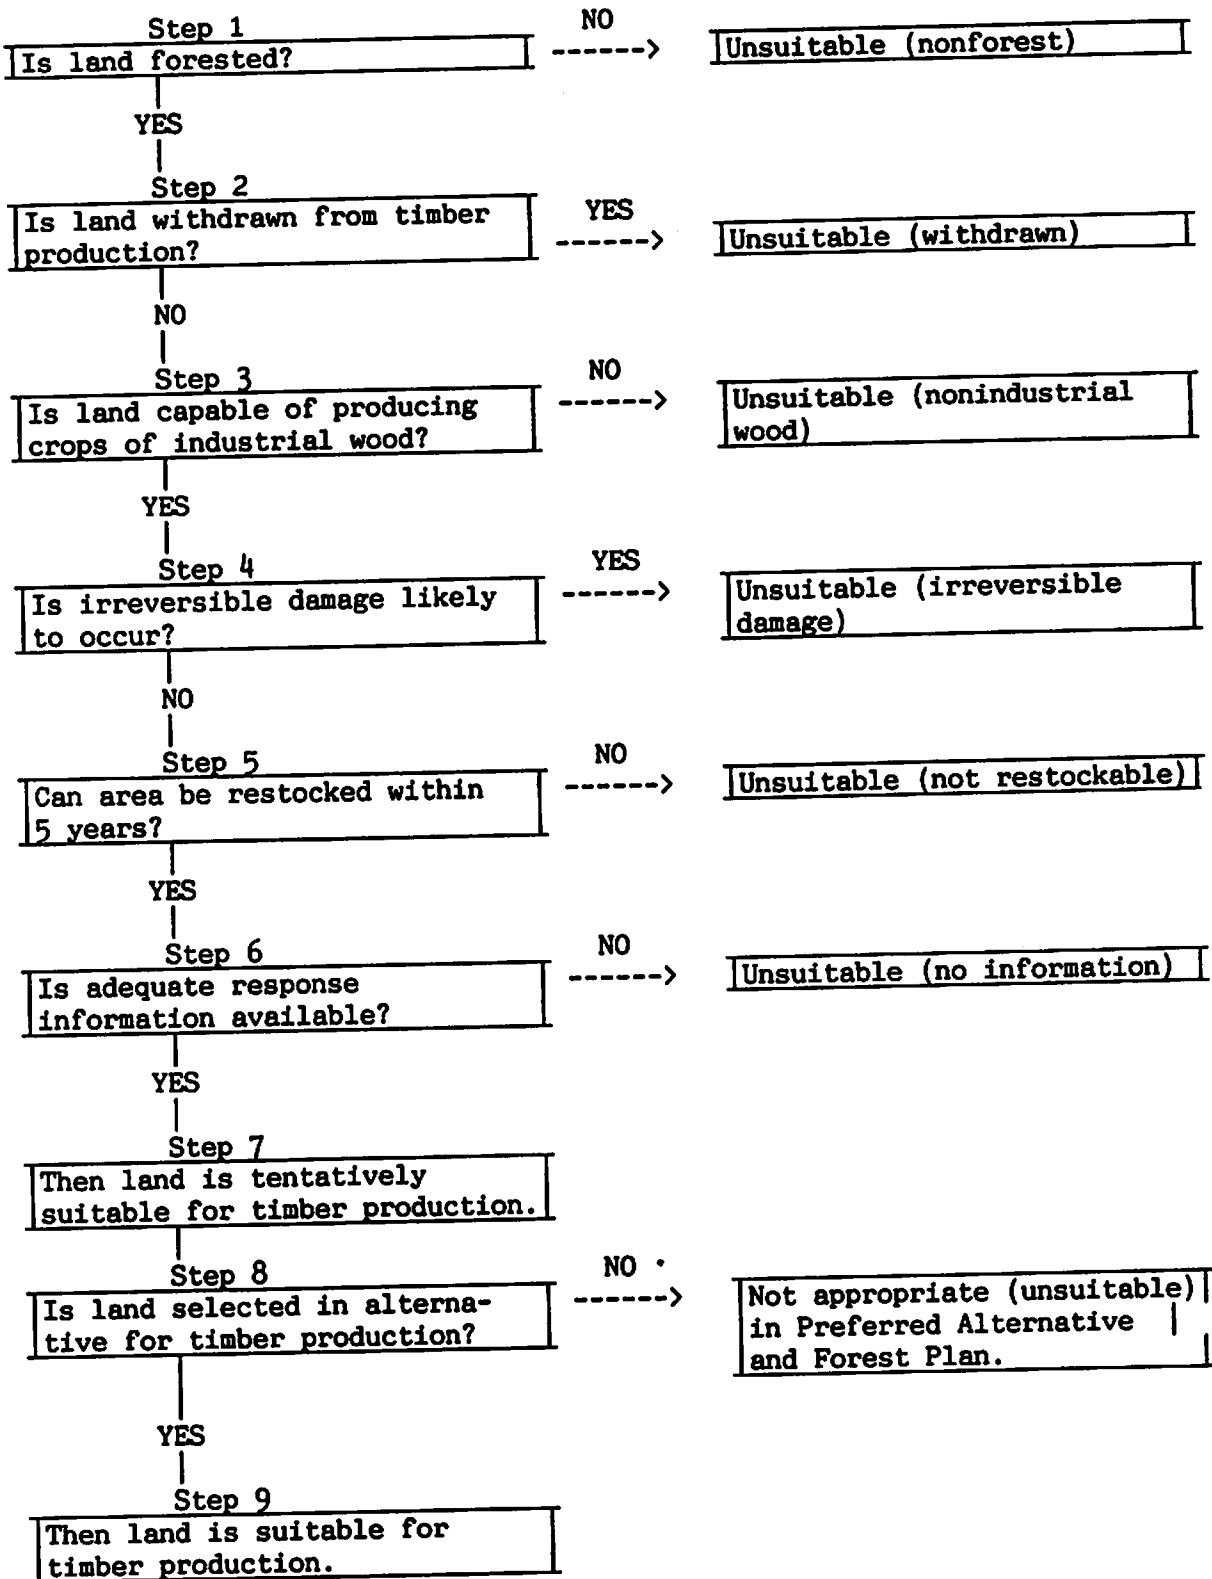 Step 1
NO
Is land forested?
------>
Unsuitable (nonforest)
YES
Step 2
Is land withdrawn from timber
production?
YES
------>
Unsuitable (withdrawn)
NO
Step 3
Is land capable of producing
crops of industrial wood?
NO
------>
Unsuitable (nonindustrial
wood)
YES
Step 4
Is irreversible damage likely
to occur?
YES
------>
Unsuitable (irreversible
damage)
NO
Step 5
Can area be restocked within
5 years?
NO
------>
Unsuitable (not restockable)
YES
Step 6
Is adequate response
information available?
NO
------>
Unsuitable (no information)
YES
Step 7
Then land is tentatively
suitable for timber production.
Step 8
Is land selected in alterna-
tive for timber production?
NO
------>
Not appropriate (unsuitable)
in Preferred Alternative
and Forest Plan.
YES
Step 9
Then land is suitable for
timber production.